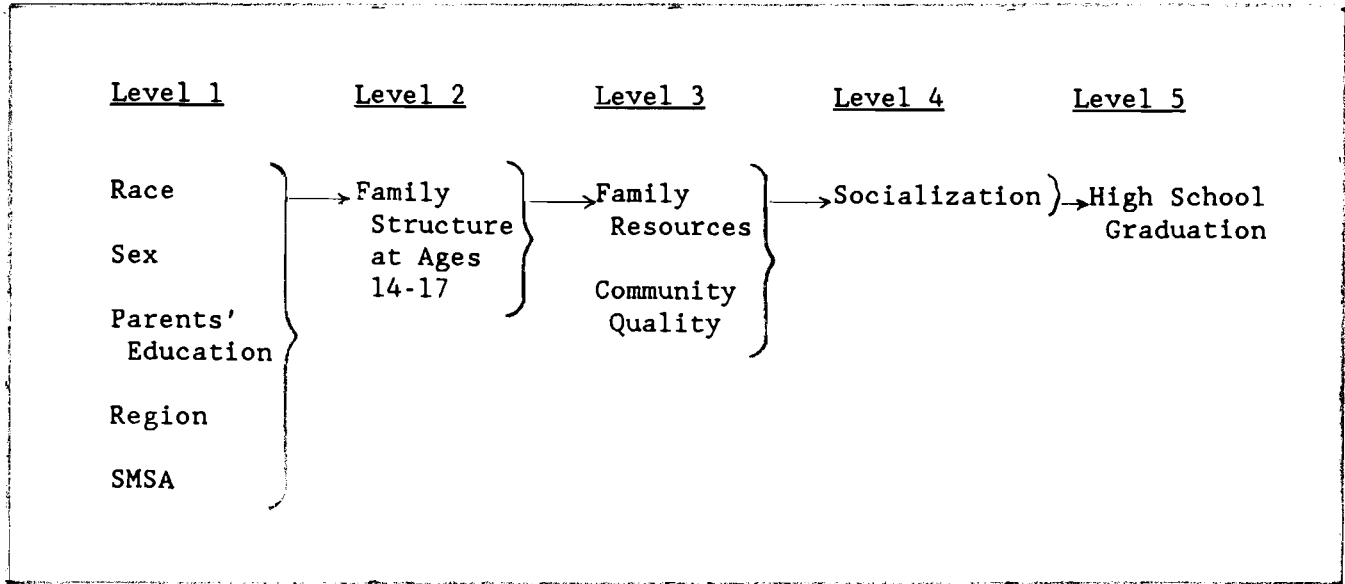 Level 1
Level 2
Level 3
Level 4
Level 5
Race
Sex
Parents'
Education
Region
SMSA
Family
Structure
at Ages
14-17
Family
Resources
Community
Quality
Socialization
High School
Graduation